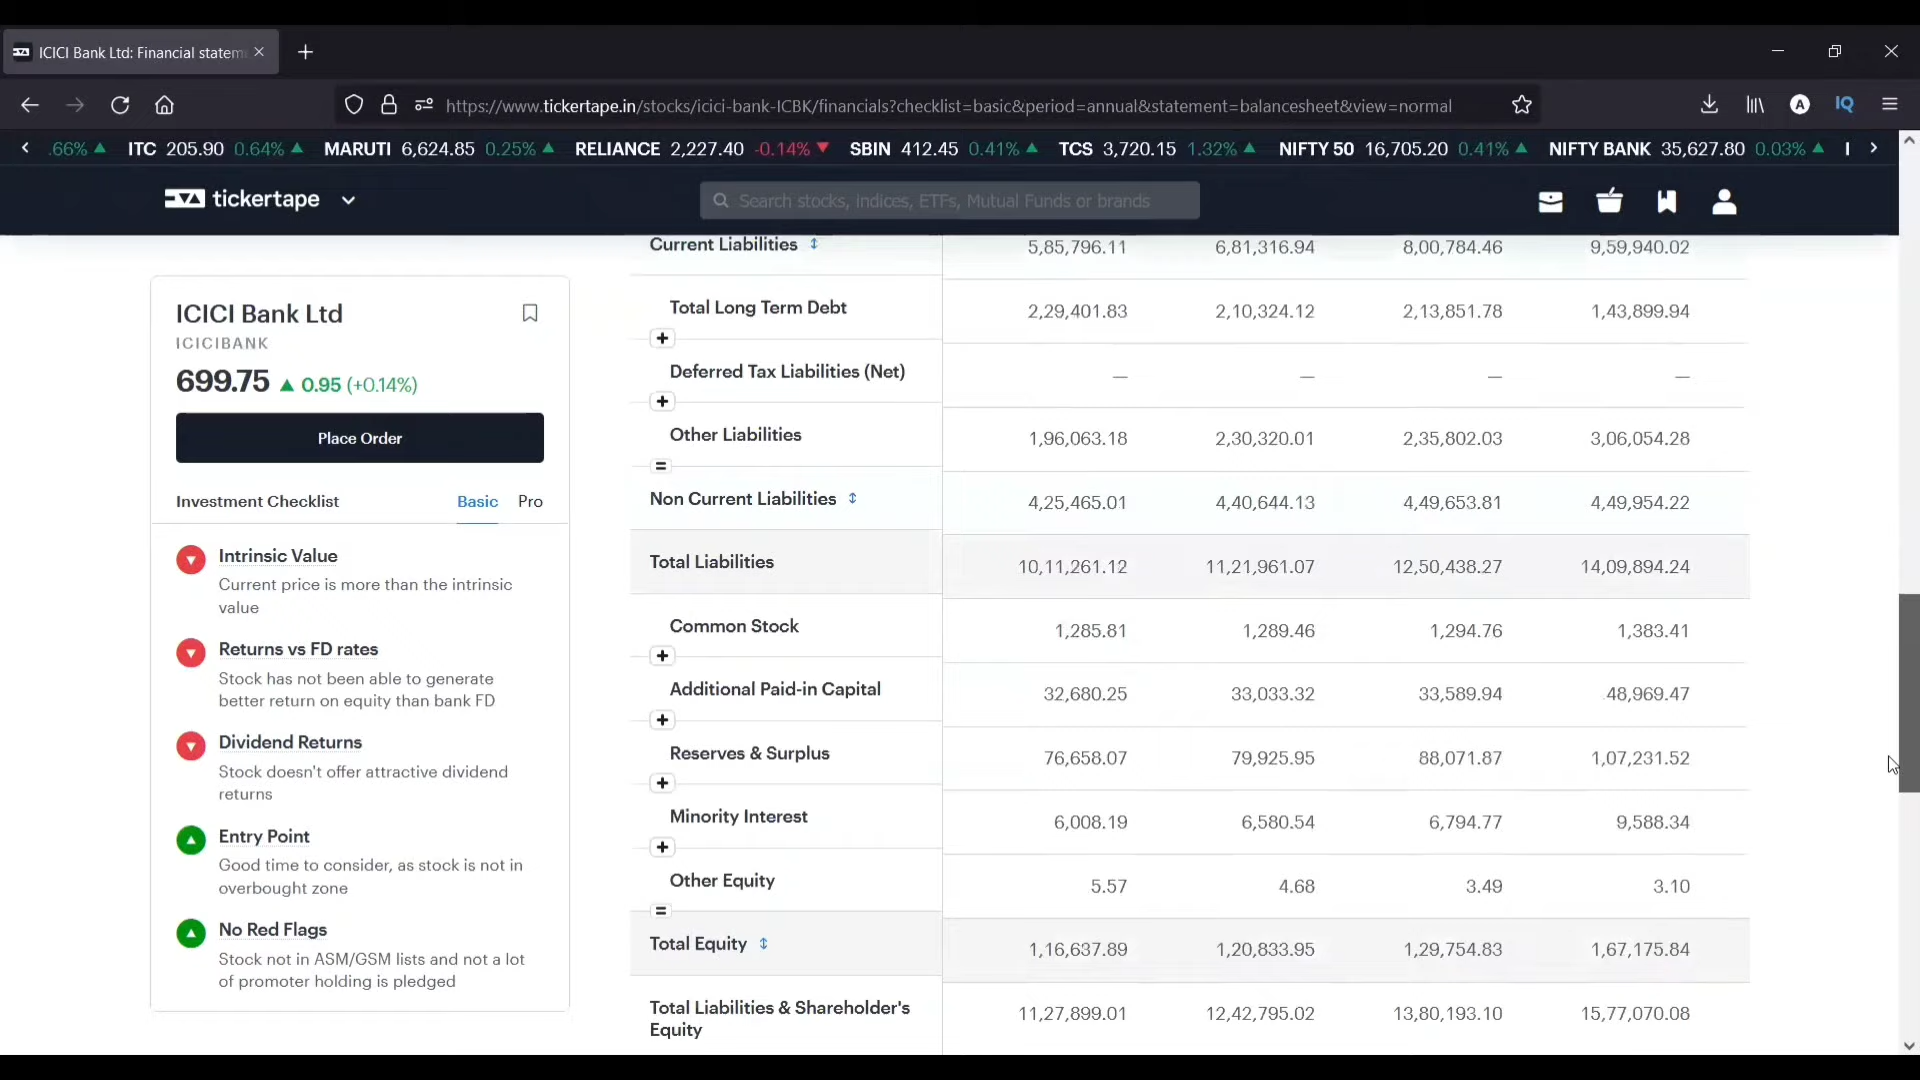 ICICI Bank Ltd: Financial statem
https://www.tickertape.in/stocks/icici-bank-ICBK/financials?checklist=basic&period=annual&statement=balancesheet&view=normal
A
IQ
.66% ▲ ITC 205.90 0.64% ▲ MARUTI 6,624.85 0.25% ▲ RELIANCE 2,227.40 -0.14% ▼ SBIN 412.45 0.41% ▲ TCS 3,720.15 1.32% ▲ NIFTY 50 16,705.20 0.41% ▲ NIFTY BANK 35,627.80 0.03% ▲
tickertape
Search stocks, indices, ETFs, Mutual Funds or brands
ICICI Bank Ltd
ICICIBANK
699.75 ▲ 0.95 (+0.14%)
Place Order
Investment Checklist Basic Pro
Intrinsic Value
Current price is more than the intrinsic
value
Returns vs FD rates
Stock has not been able to generate
better return on equity than bank FD
Dividend Returns
Stock doesn't offer attractive dividend
returns
Entry Point
Good time to consider, as stock is not in
overbought zone
No Red Flags
Stock not in ASM/GSM lists and not a lot
of promoter holding is pledged
Current Liabilities 5,85,796.11 6,81,316.94 8,00,784.46 9,59,940.02
Total Long Term Debt 2,29,401.83 2,10,324.12 2,13,851.78 1,43,899.94
+
Deferred Tax Liabilities (Net) — — — —
+
Other Liabilities 1,96,063.18 2,30,320.01 2,35,802.03 3,06,054.28
=
Non Current Liabilities 4,25,465.01 4,40,644.13 4,49,653.81 4,49,954.22
Total Liabilities 10,11,261.12 11,21,961.07 12,50,438.27 14,09,894.24
Common Stock 1,285.81 1,289.46 1,294.76 1,383.41
+
Additional Paid-in Capital 32,680.25 33,033.32 33,589.94 48,969.47
+
Reserves & Surplus 76,658.07 79,925.95 88,071.87 1,07,231.52
+
Minority Interest 6,008.19 6,580.54 6,794.77 9,588.34
+
Other Equity 5.57 4.68 3.49 3.10
=
Total Equity 1,16,637.89 1,20,833.95 1,29,754.83 1,67,175.84
Total Liabilities & Shareholder's
Equity 11,27,899.01 12,42,795.02 13,80,193.10 15,77,070.08